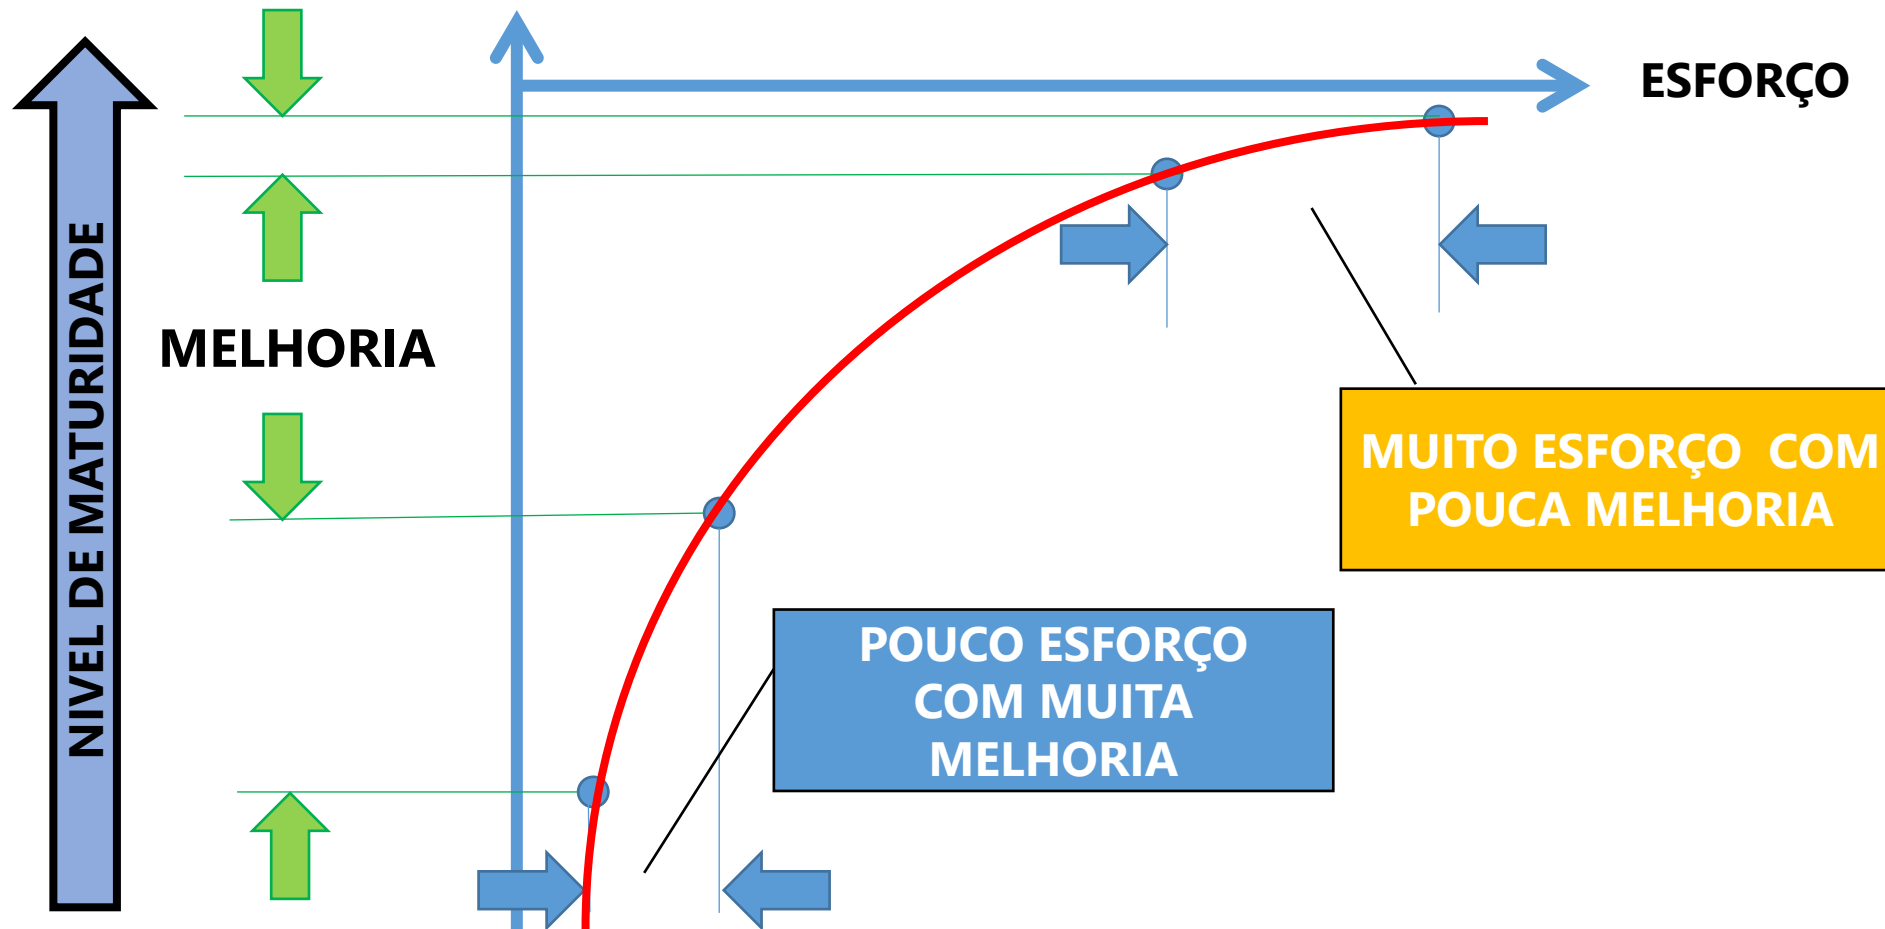 ESFORÇO
NIVEL DE MATURIDADE
MELHORIA
MUITO ESFORÇO  COM
POUCA MELHORIA
POUCO ESFORÇO
COM MUITA
MELHORIA